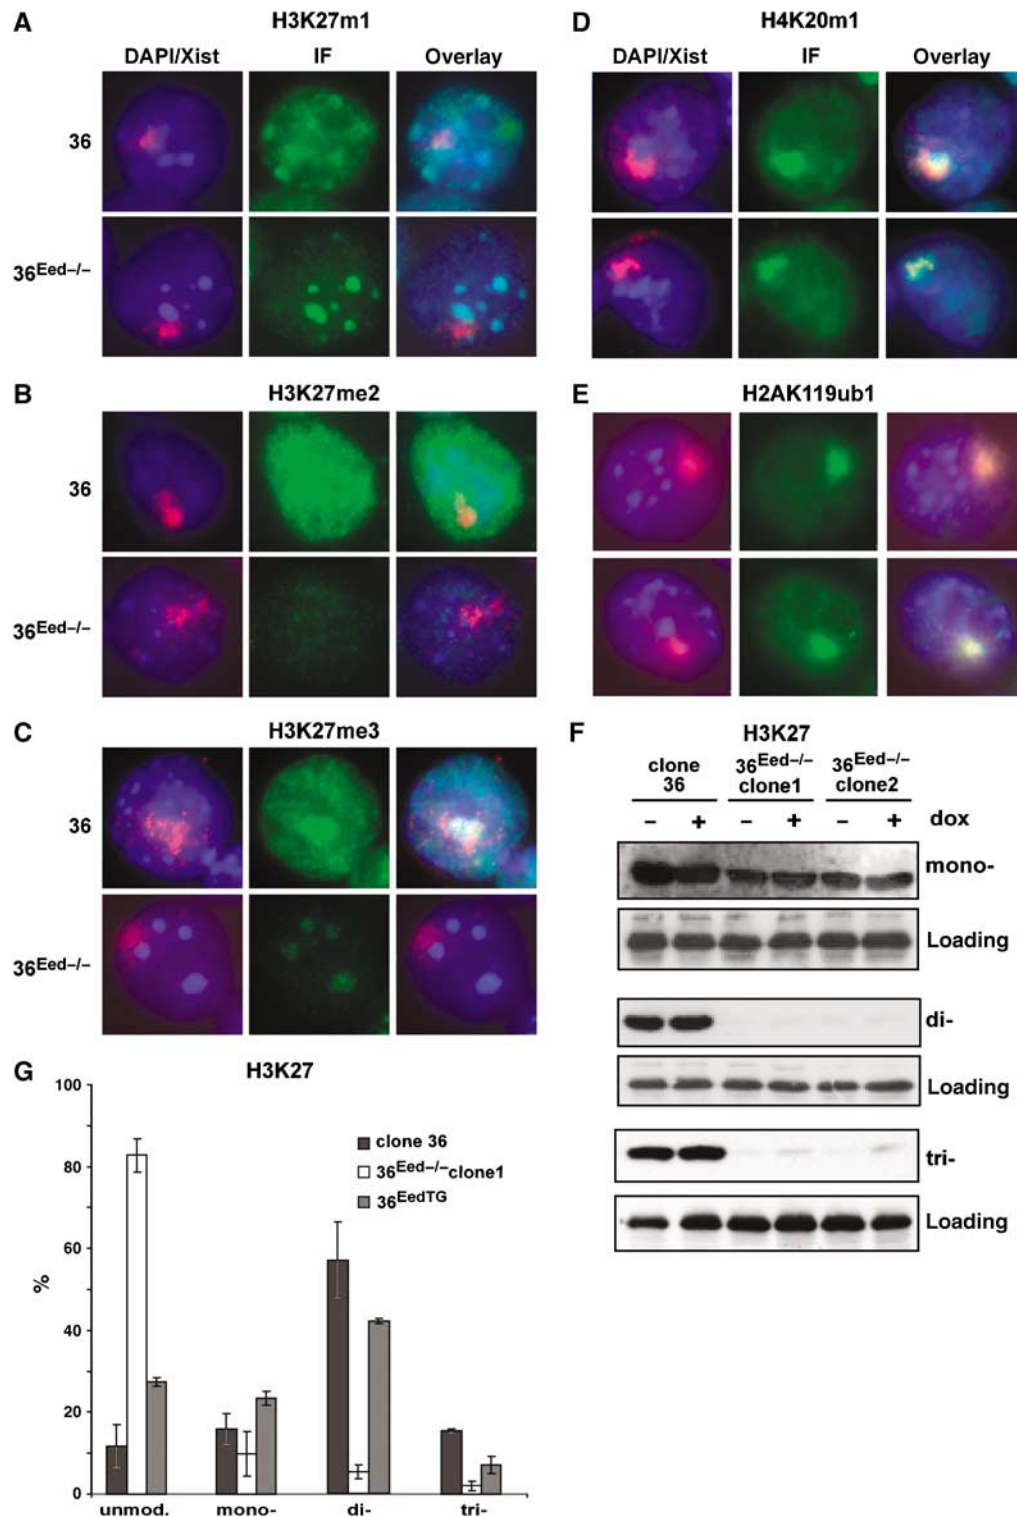 A
H3K27m1
DAPI/Xist IF Overlay
36
36Eed–/–
B
H3K27me2
36
36Eed–/–
C
H3K27me3
36
36Eed–/–
D
H4K20m1
DAPI/Xist IF Overlay
E
H2AK119ub1
F
H3K27
clone 36
36Eed–/– clone1
36Eed–/– clone2
– + – + – + dox
mono-
Loading
di-
Loading
tri-
Loading
G
H3K27
100
80
60
40
20
0
%
clone 36
36Eed–/–clone1
36EedTG
unmod. mono- di- tri-